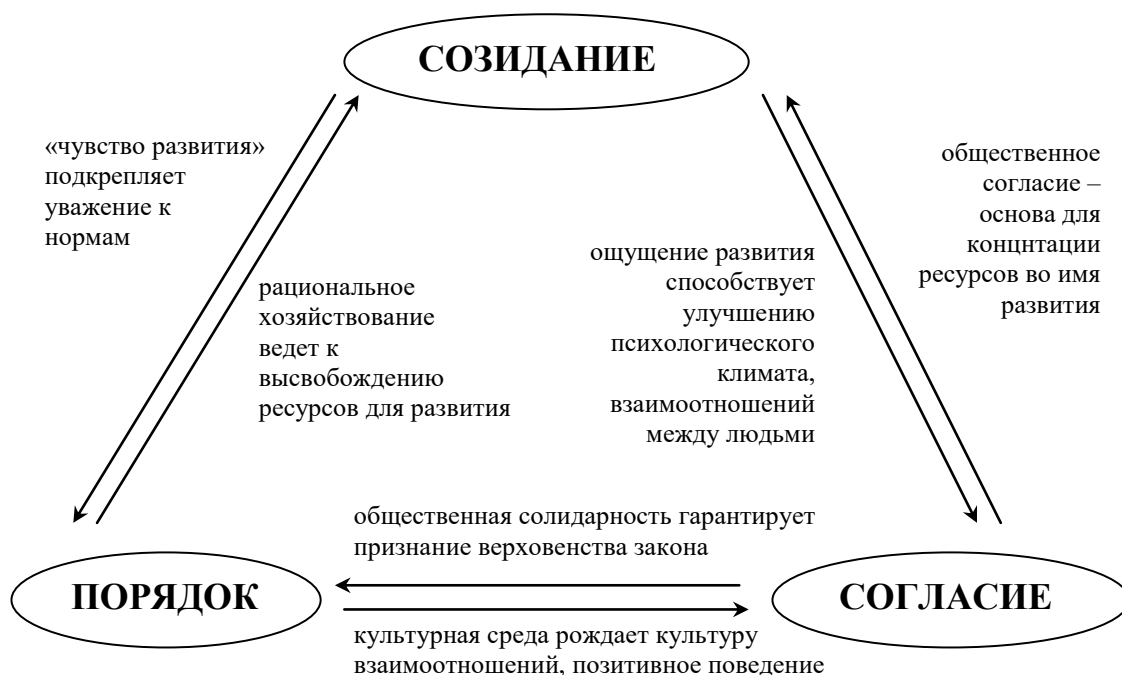 СОЗИДАНИЕ
«чувство развития»
подкрепляет
уважение к
нормам
общественное
согласие –
основа для
концнтации
ресурсов во имя
развития
рациональное
хозяйствование
ведет к
высвобождению
ресурсов для развития
ощущение развития
способствует
улучшению
психологического
климата,
взаимоотношений
между людьми
общественная солидарность гарантирует
признание верховенства закона
ПОРЯДОК
СОГЛАСИЕ
культурная среда рождает культуру
взаимоотношений, позитивное поведение